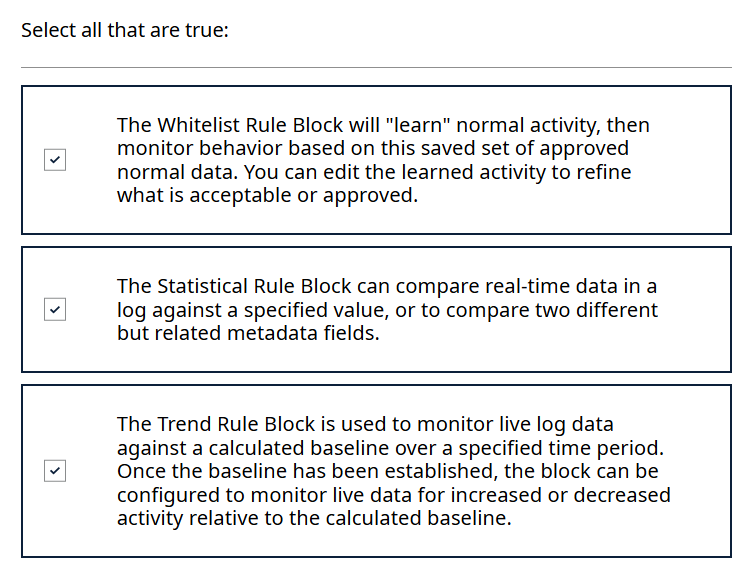 Select all that are true:
The Whitelist Rule Block will "learn" normal activity, then
monitor behavior based on this saved set of approved
normal data. You can edit the learned activity to refine
what is acceptable or approved.
The Statistical Rule Block can compare real-time data in a
log against a specified value, or to compare two different
but related metadata fields.
The Trend Rule Block is used to monitor live log data
against a calculated baseline over a specified time period.
Once the baseline has been established, the block can be
configured to monitor live data for increased or decreased
activity relative to the calculated baseline.